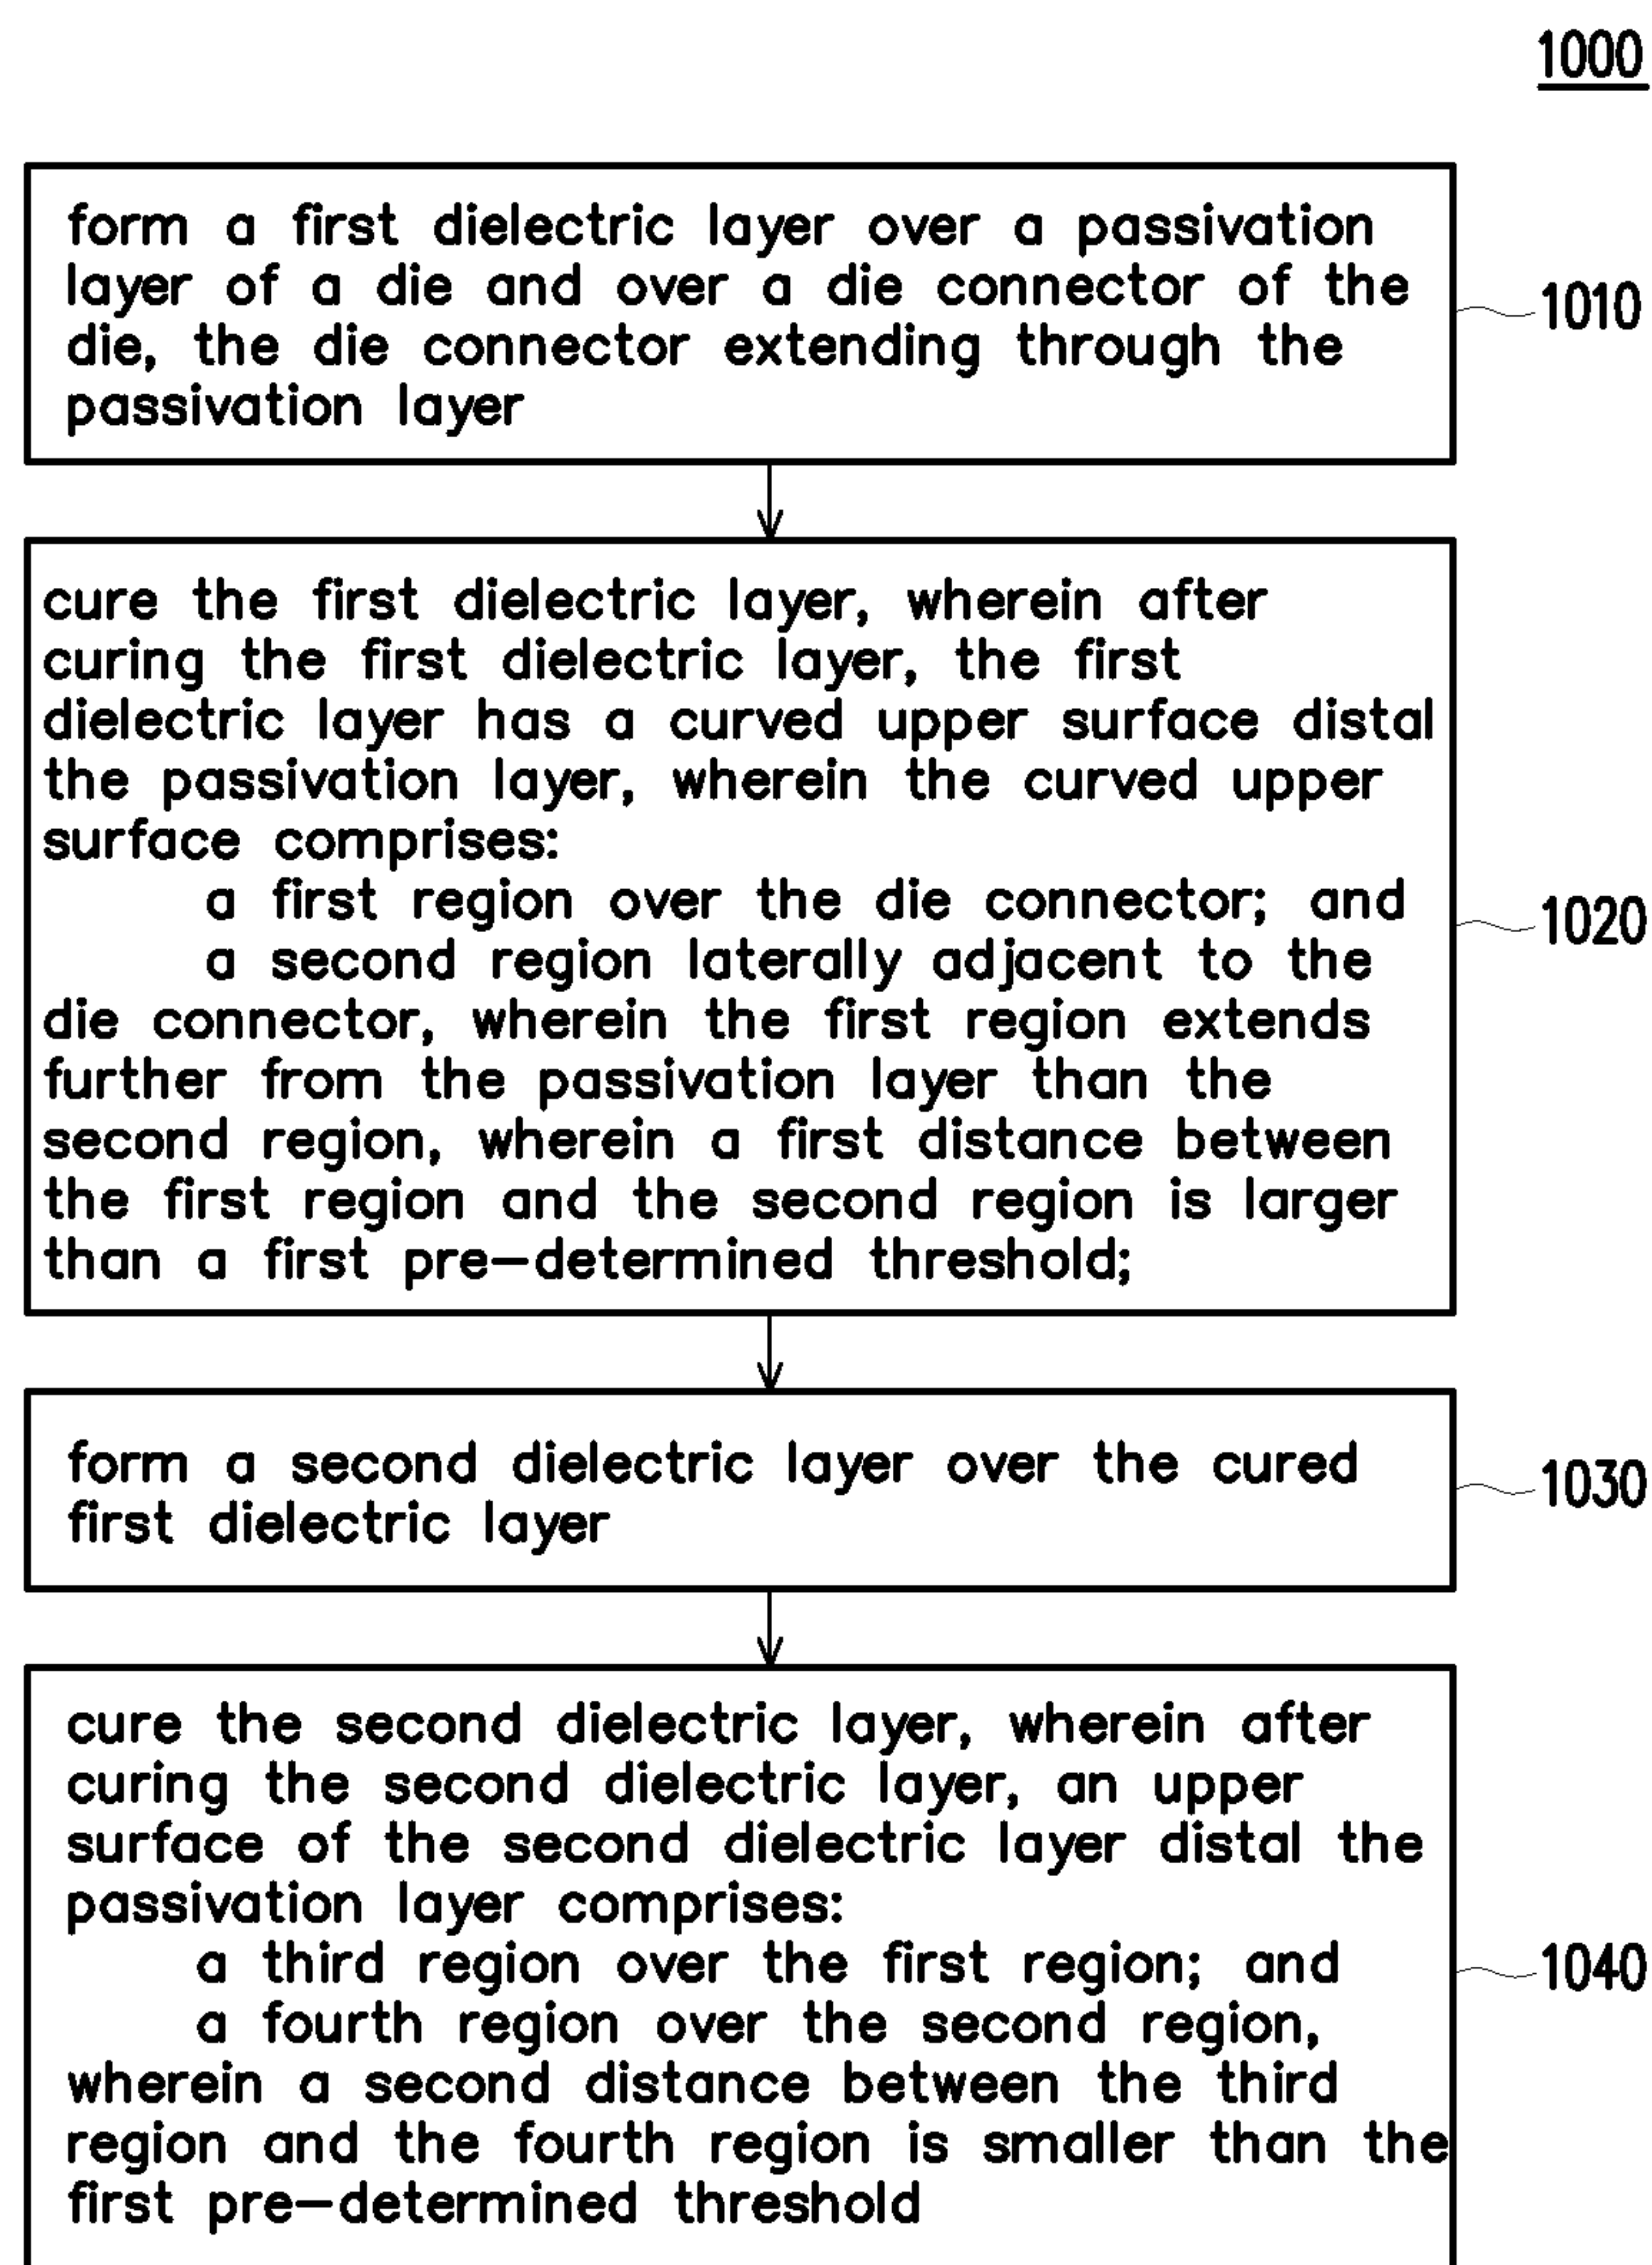 1000
form a first dielectric layer over a passivation
layer of a die and over a die connector of the
die, the die connector extending through the
passivation layer
1010
cure the first dielectric layer, wherein after
curing the first dielectric layer, the first
dielectric layer has a curved upper surface distal
the passivation layer, wherein the curved upper
surface comprises:
a first region over the die connector; and
a second region laterally adjacent to the
die connector, wherein the first region extends
further from the passivation layer than the
second region, wherein a first distance between
the first region and the second region is larger
than a first pre-determined threshold;
1020
form a second dielectric layer over the cured
first dielectric layer
1030
cure the second dielectric layer, wherein after
curing the second dielectric layer, an upper
surface of the second dielectric layer distal the
passivation layer comprises:
a third region over the first region; and
a fourth region over the second region,
wherein a second distance between the third
region and the fourth region is smaller than the
first pre-determined threshold
1040